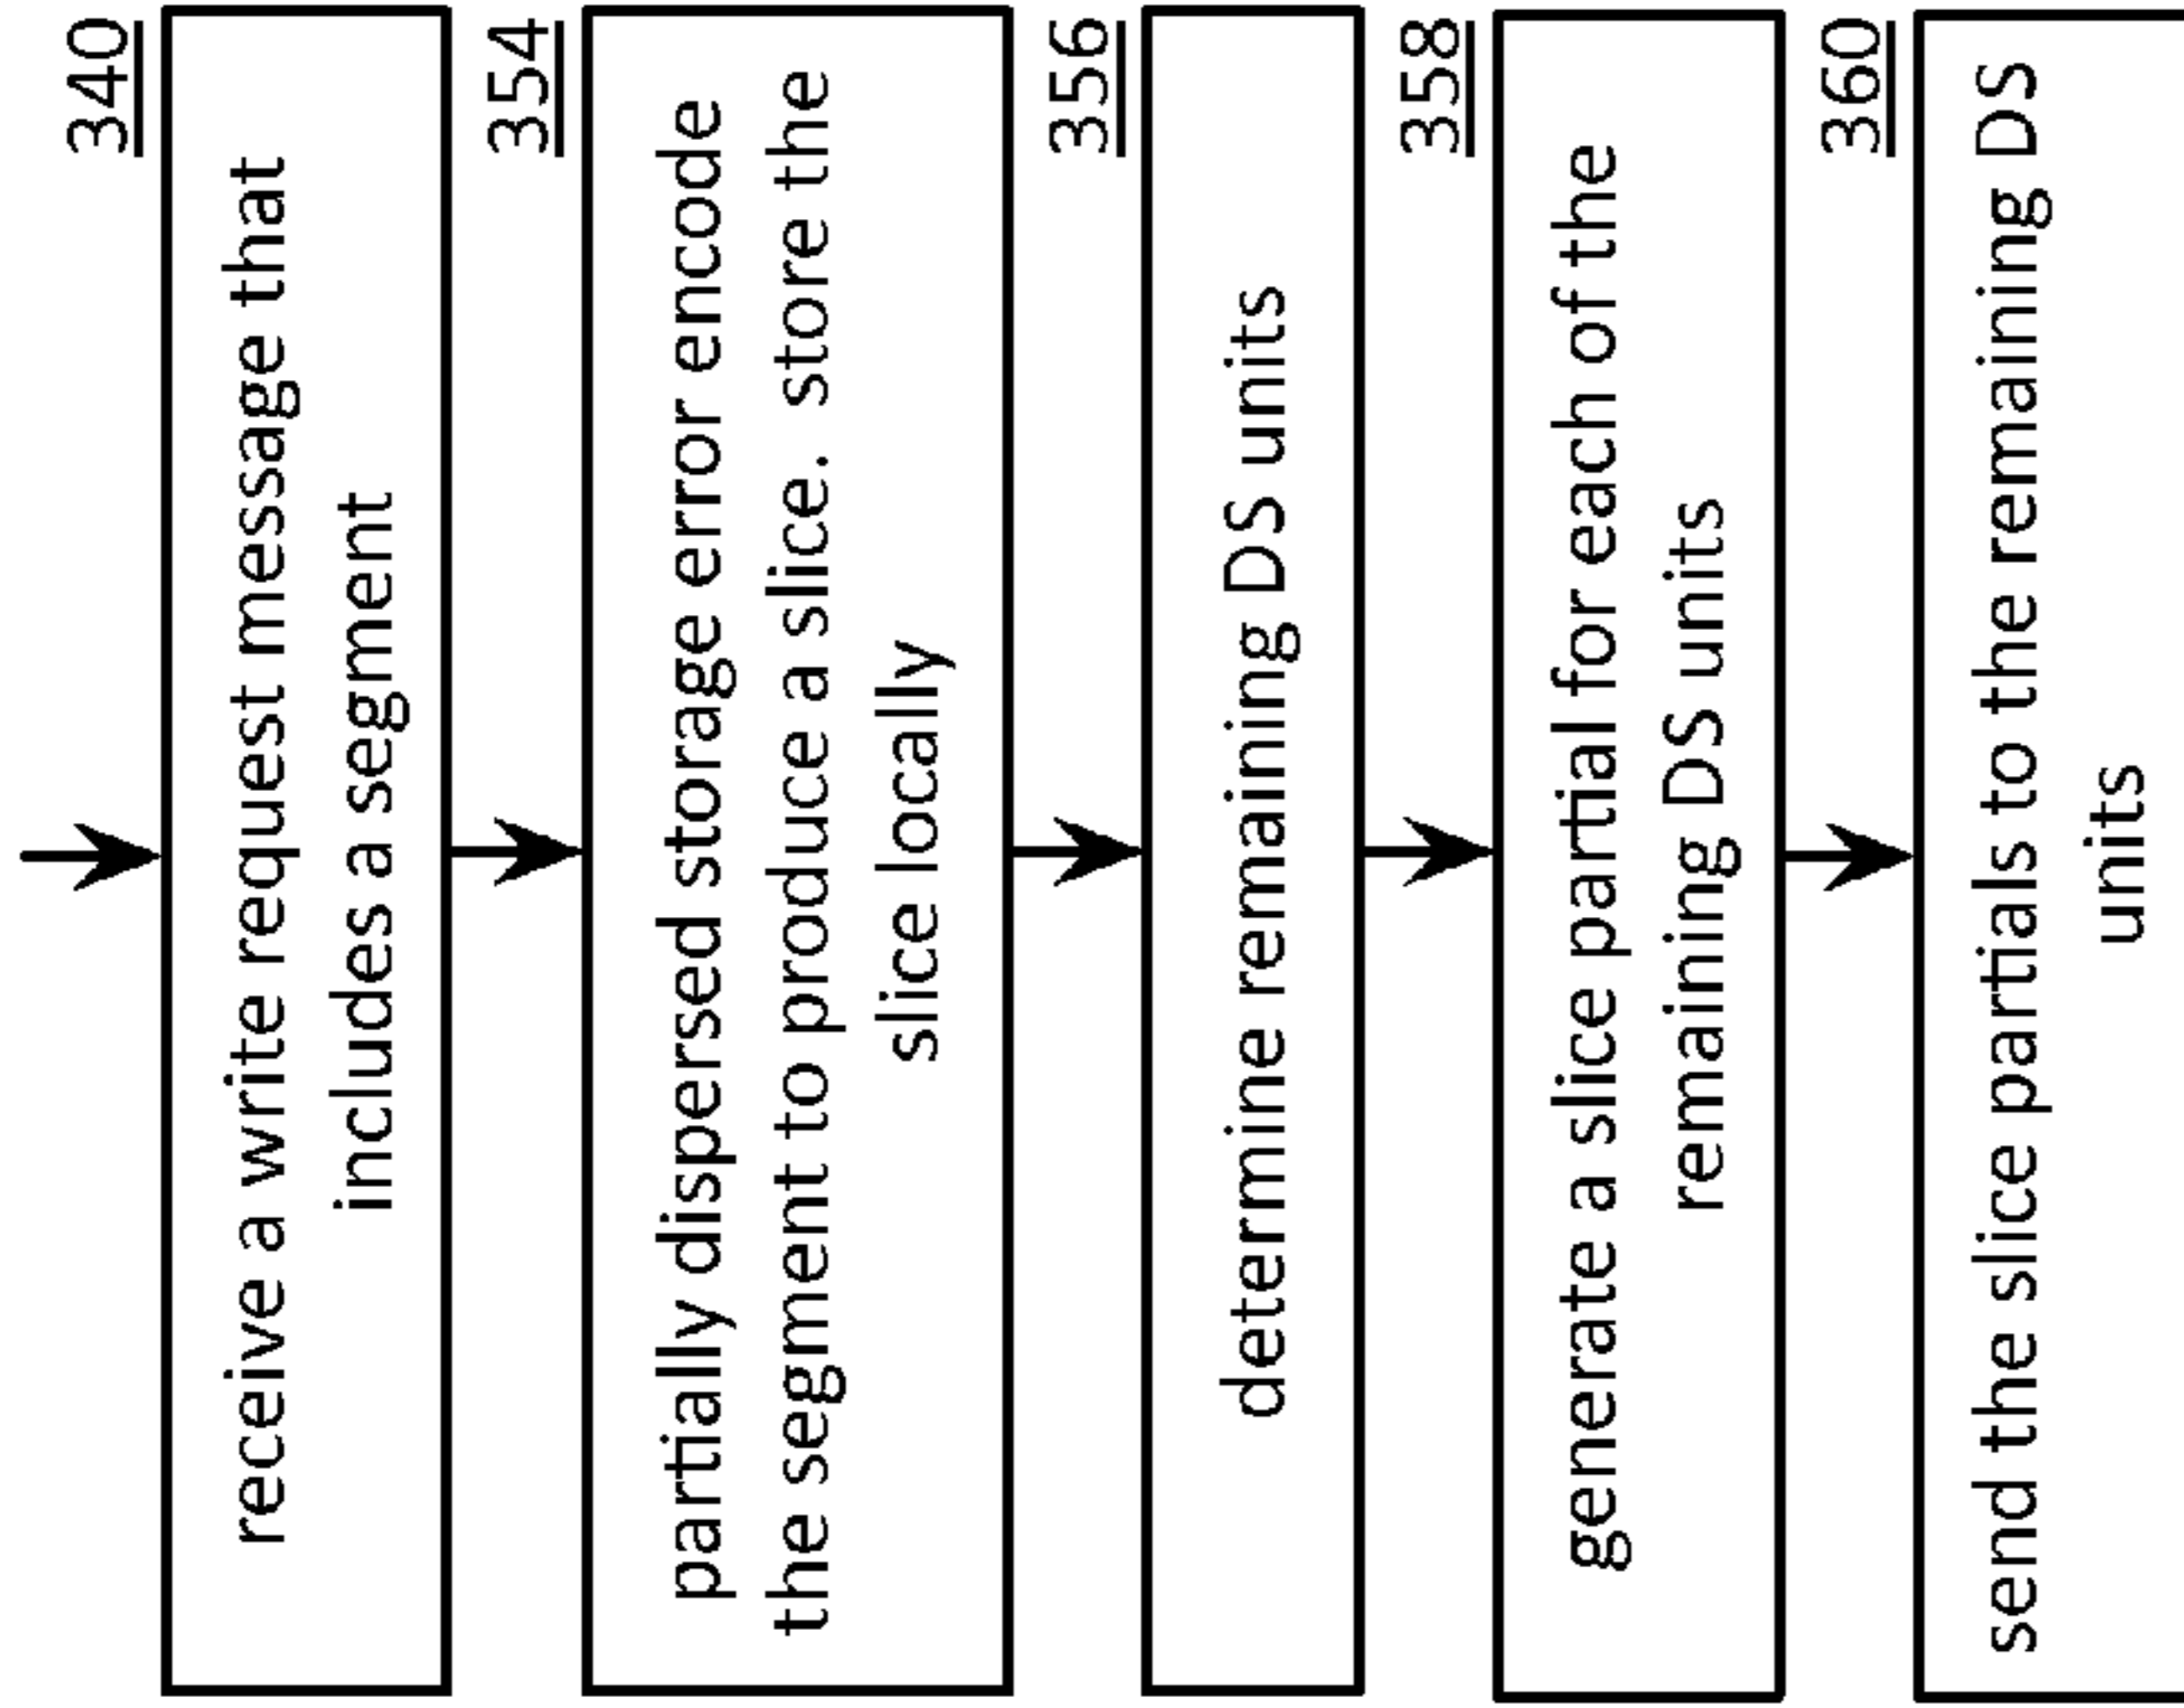 340
receive a write request message that
includes a segment
354
partially dispersed storage error encode
the segment to produce a slice. store the
slice locally
356
determine remaining DS units
358
generate a slice partial for each of the
remaining DS units
360
send the slice partials to the remaining DS
units